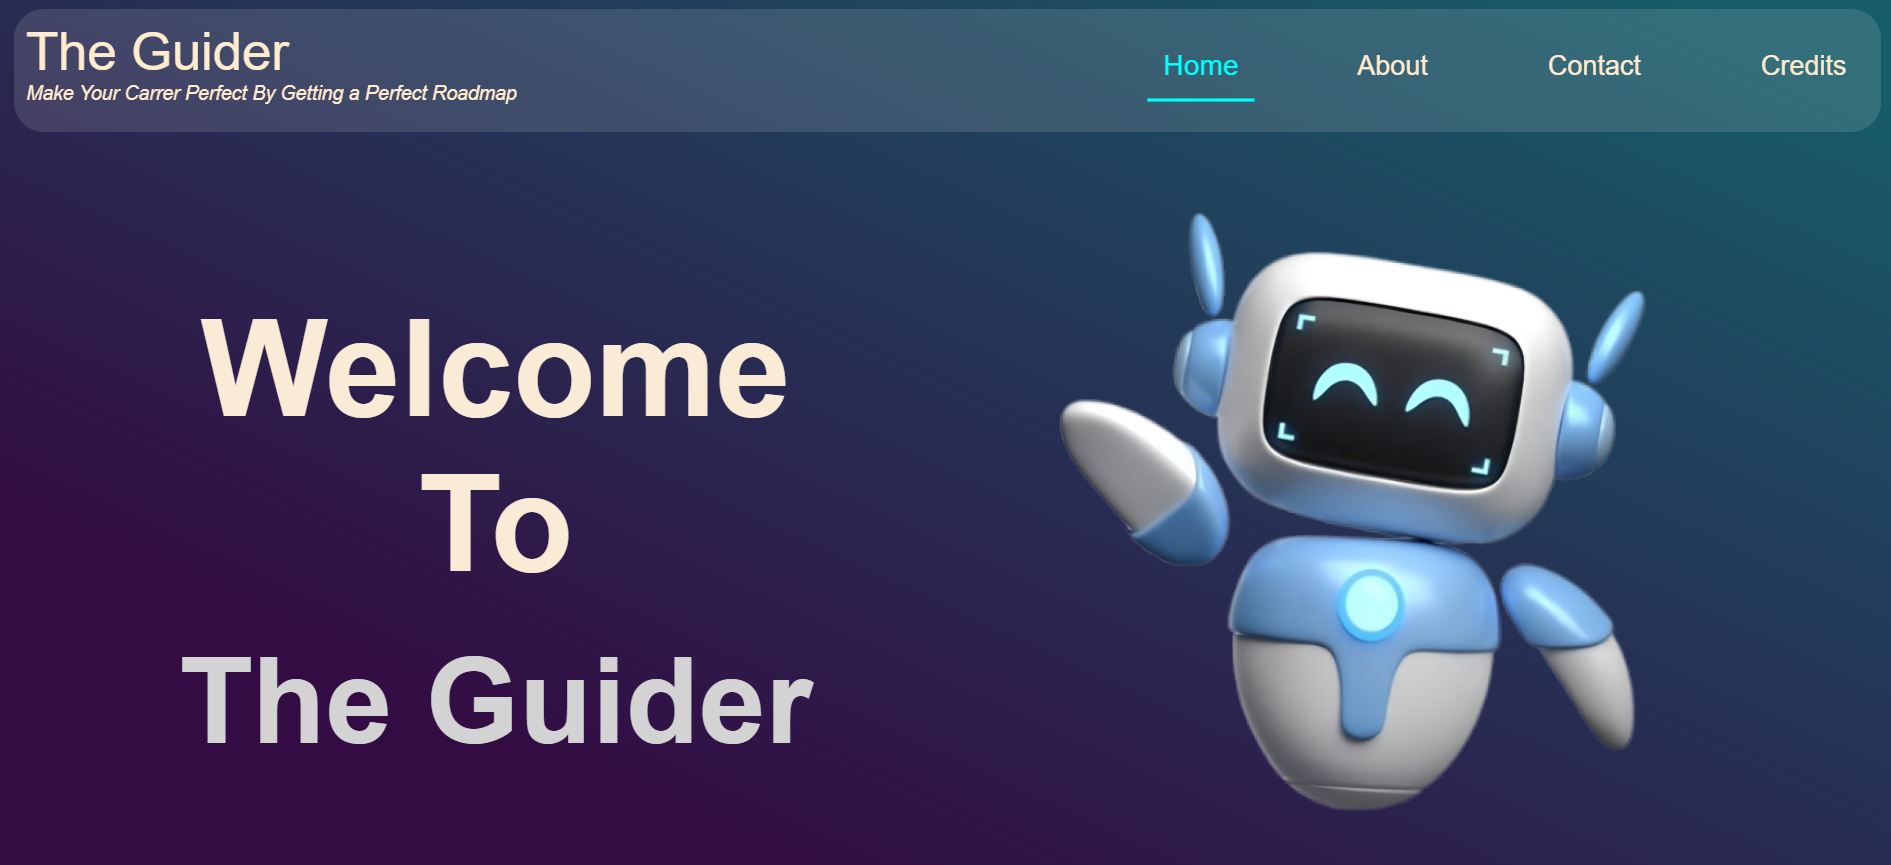 The Guider
Make Your Carrer Perfect By Getting a Perfect Roadmap
Home About Contact Credits
Welcome
To
The Guider